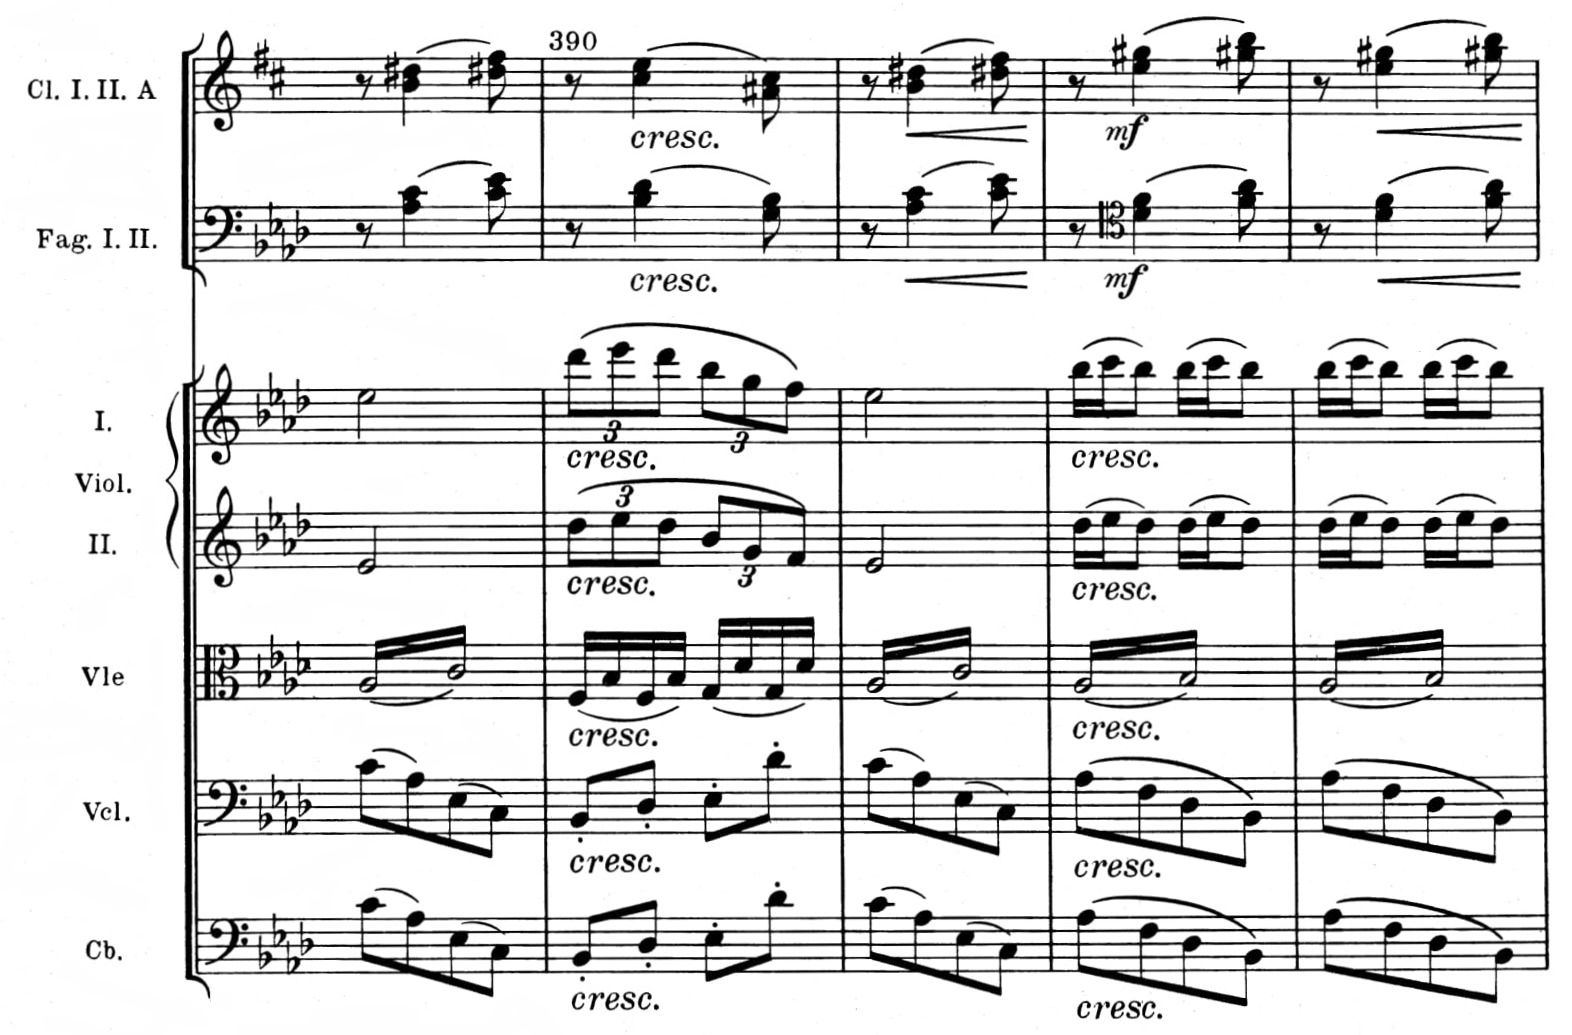 390
Cl. I. II. A
cresc.
mf
Fag. I. II.
cresc.
mf
I.
3
3
cresc.
cresc.
Viol.
3
II.
3
cresc.
cresc.
Vle
cresc.
cresc.
Vcl.
cresc.
cresc.
Cb.
cresc.
cresc.